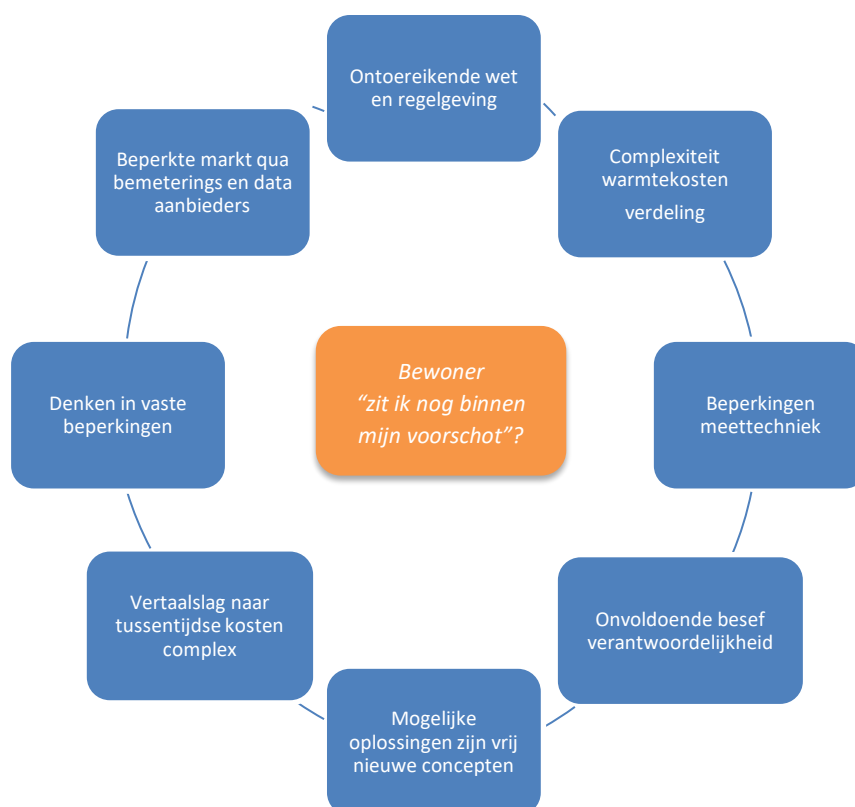 Ontoereikende wet
en regelgeving
Complexiteit
warmtekosten
verdeling
Beperkingen
meettechniek
Onvoldoende besef
verantwoordelijkheid
Mogelijke
oplossingen zijn vrij
nieuwe concepten
Vertaalslag naar
tussentijdse kosten
complex
Denken in vaste
beperkingen
Beperkte markt qua
bemeterings en data
aanbieders
Bewoner
“zit ik nog binnen
mijn voorschot”?